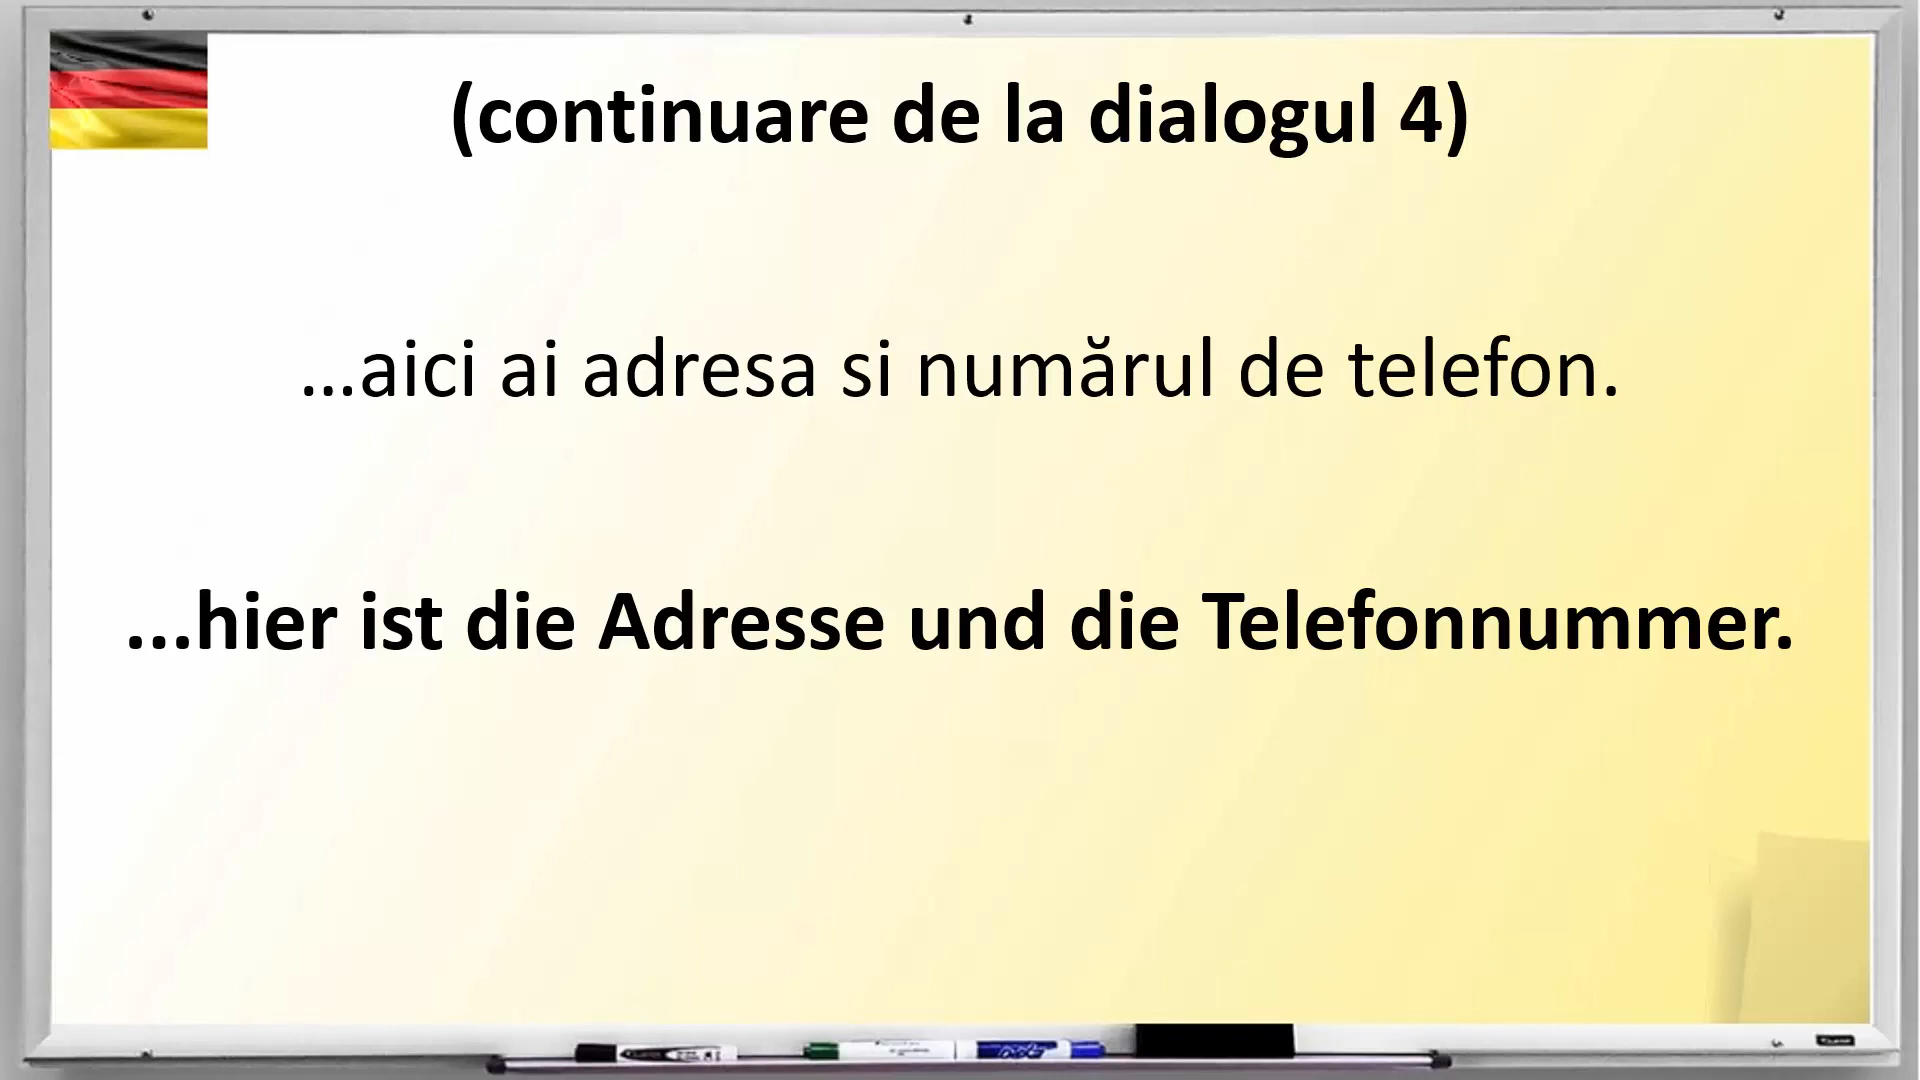 (continuare de la dialogul 4)
...aici ai adresa si numărul de telefon.
...hier ist die Adresse und die Telefonnummer.